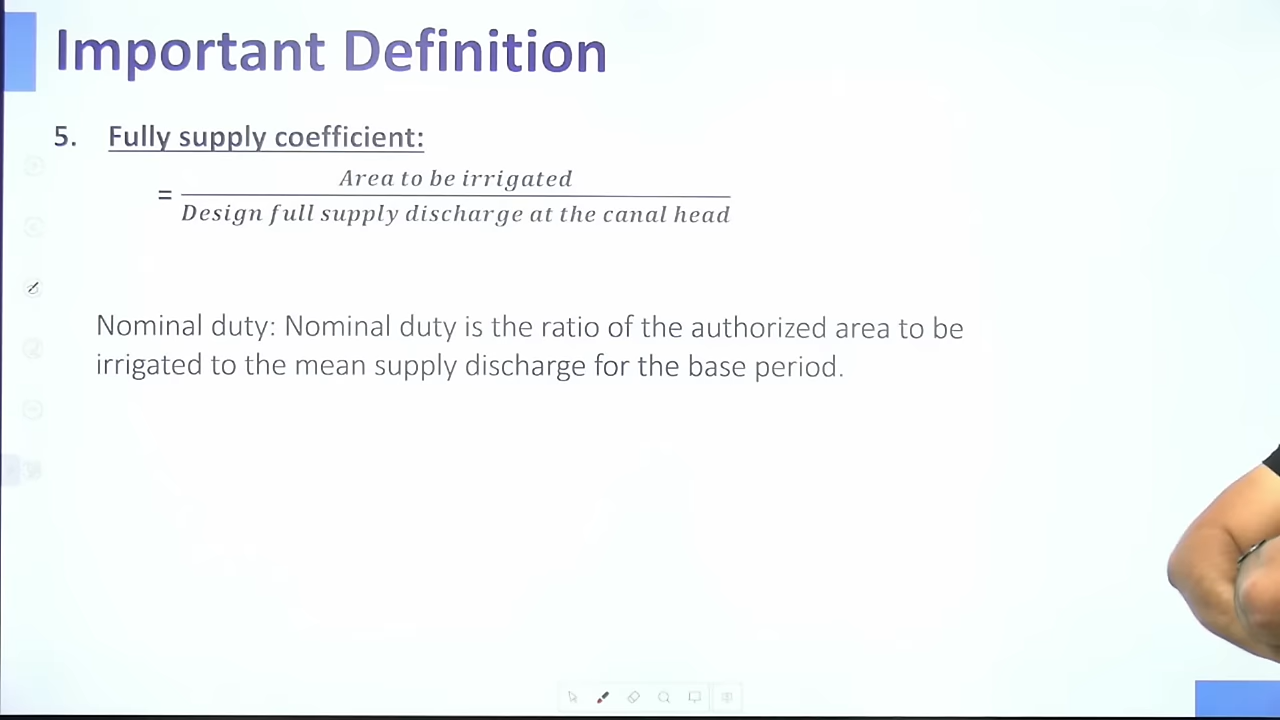 Important Definition
5. Fully supply coefficient:
= Area to be irrigated / Design full supply discharge at the canal head
Nominal duty: Nominal duty is the ratio of the authorized area to be
irrigated to the mean supply discharge for the base period.